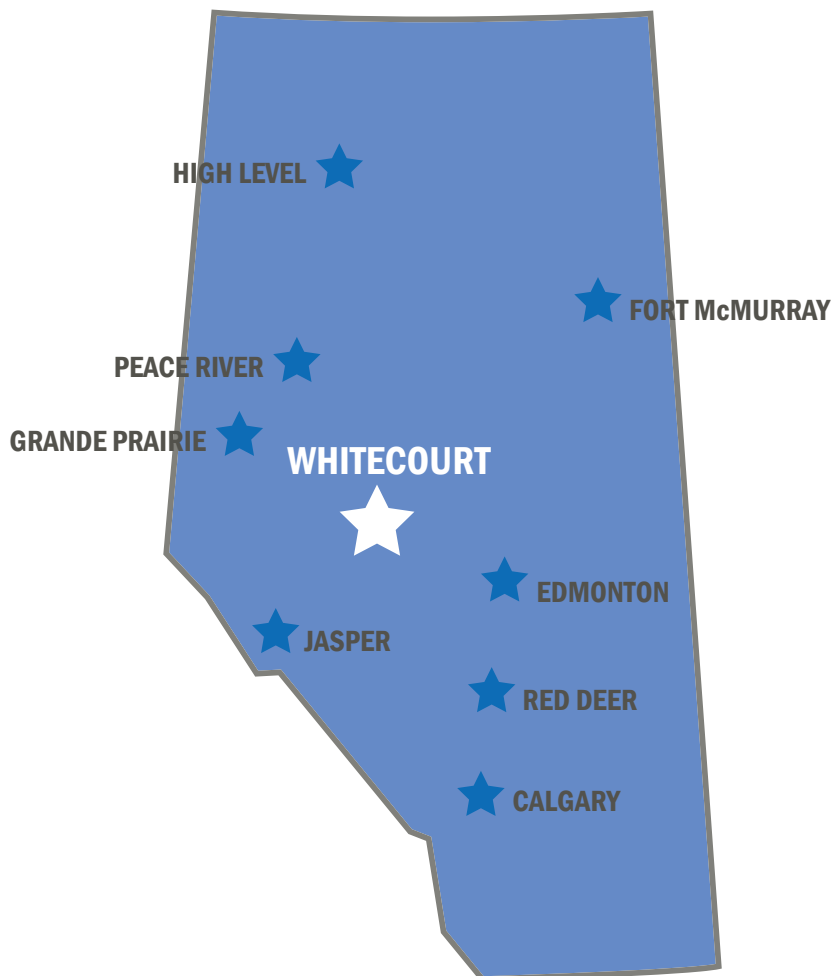 HIGH LEVEL
FORT McMURRAY
PEACE RIVER
GRANDE PRAIRIE
WHITECOURT
EDMONTON
JASPER
RED DEER
CALGARY